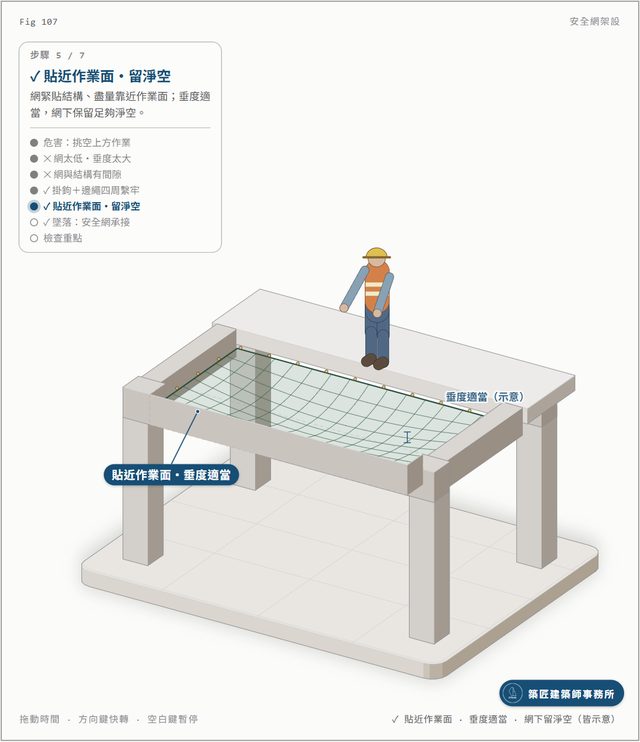 Fig 107
安全網架設
步驟 5 / 7
✓ 貼近作業面・留淨空
網緊貼結構、盡量靠近作業面；垂度適
當，網下保留足夠淨空。
危害：挑空上方作業
✕ 網太低・垂度太大
✕ 網與結構有間隙
✓ 掛鉤＋邊繩四周繫牢
✓ 貼近作業面・留淨空
✓ 墜落：安全網承接
檢查重點
垂度適當（示意）
貼近作業面・垂度適當
築匠建築師事務所
拖動時間 · 方向鍵快轉 · 空白鍵暫停
✓ 貼近作業面 · 垂度適當 · 網下留淨空（皆示意）